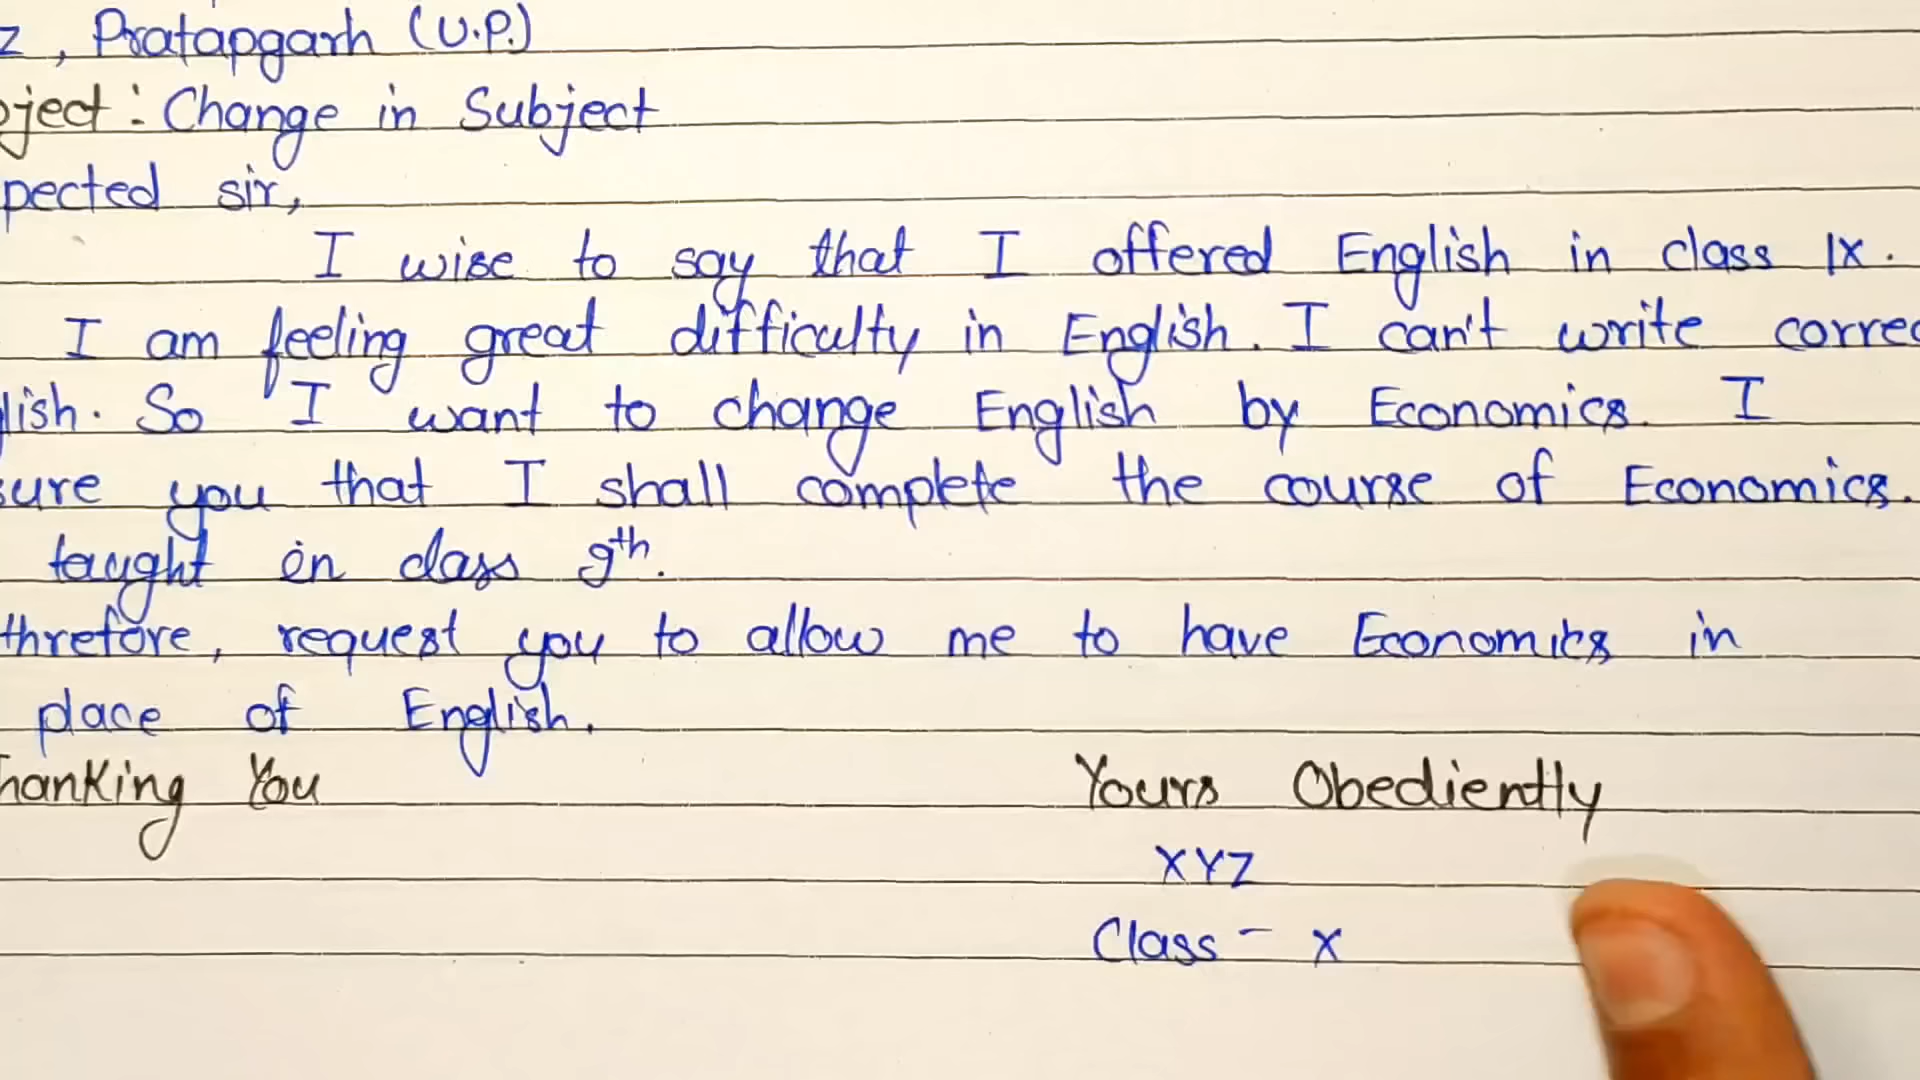 z, Pratapgarh (U.P.)
bject: Change in Subject
pected sir,
I wise to say that I offered English in class IX.
I am feeling great difficulty in English. I can't write correc
lish. So I want to change English by Economics. I
sure you that I shall complete the course of Economics.
taught in class 9th.
threfore, request you to allow me to have Economics in
place of English.
hanking You
Yours Obediently
XYZ
Class - X